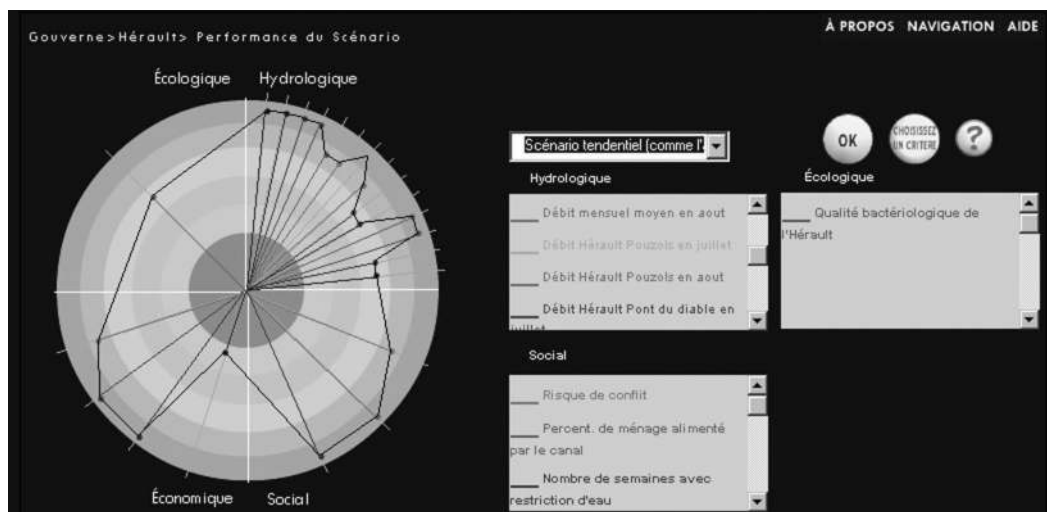 À PROPOS NAVIGATION AIDE
Gouverne>Hérault> Performance du Scénario
Écologique Hydrologique
Économique Social
Scénario tendentiel (comme l'
OK
CHOISISSEZ
UN CRITERE
?
Hydrologique
Débit mensuel moyen en aout
Débit Hérault Pouzols en juillet
Débit Hérault Pouzols en aout
Débit Hérault Pont du diable en
juillet
Écologique
Qualité bactériologique de
l'Hérault
Social
Risque de conflit
Percent. de ménage alimenté
par le canal
Nombre de semaines avec
restriction d'eau